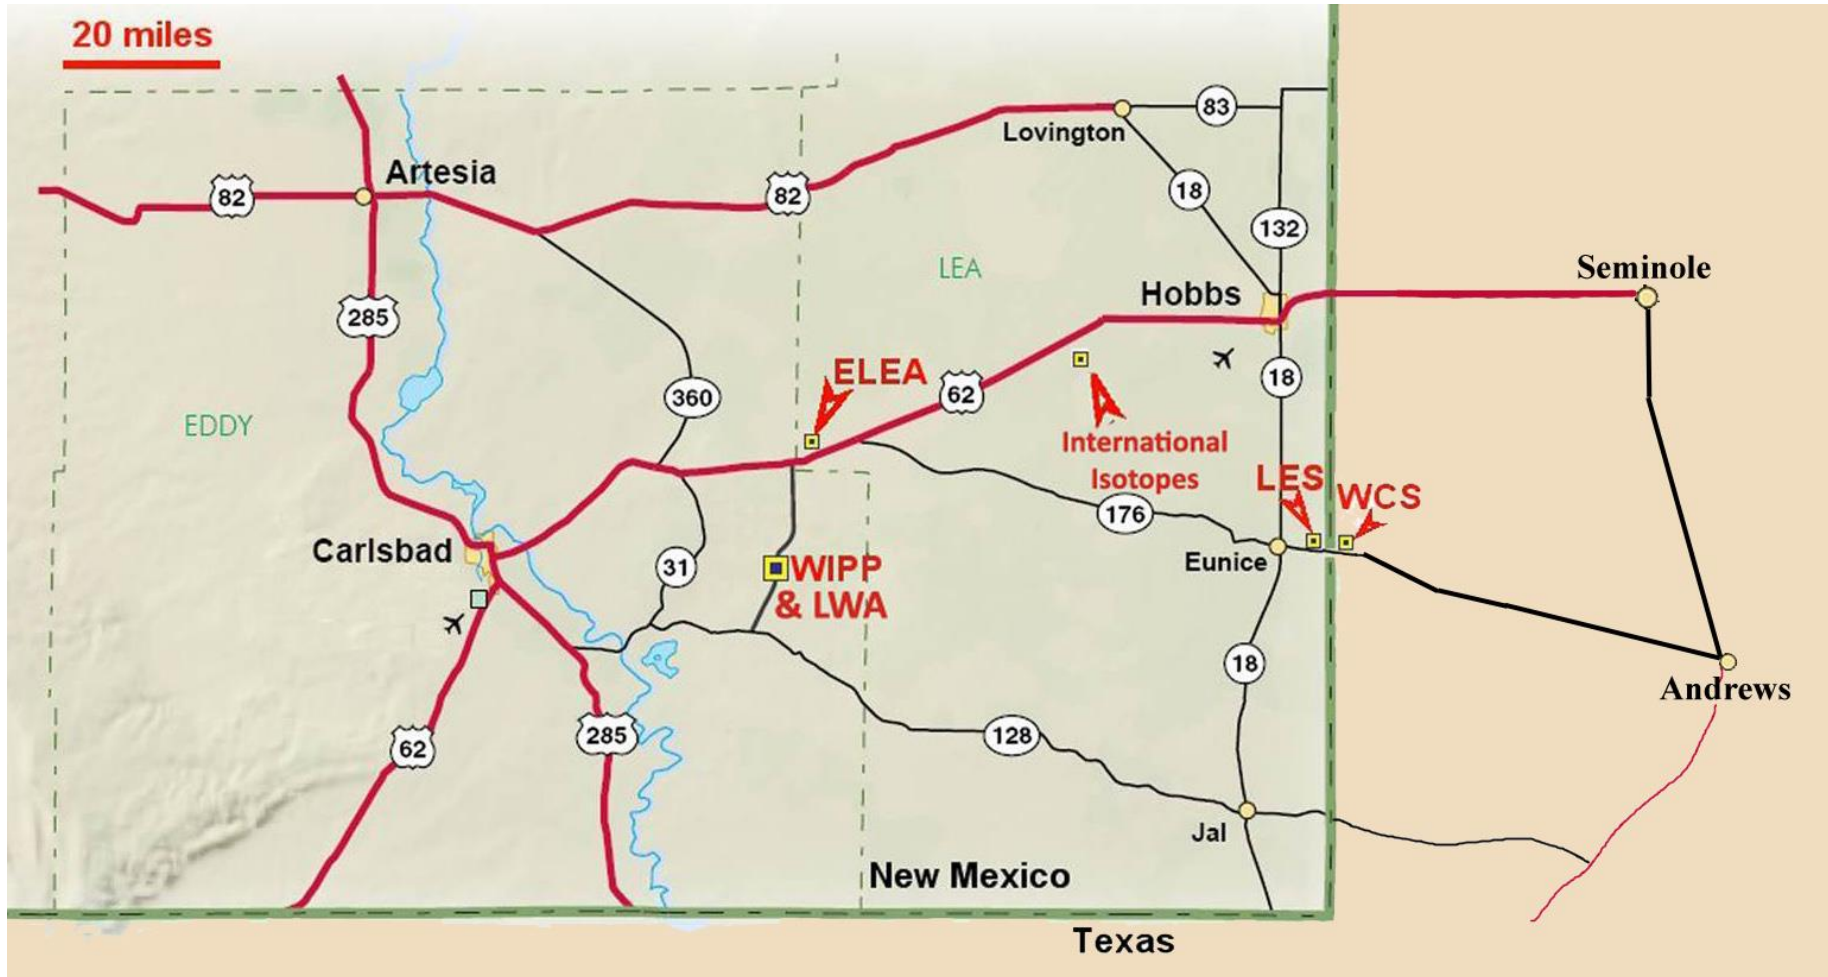 20 miles
83
Lovington
Artesia
82
82
18
132
LEA
Seminole
Hobbs
285
ELEA
18
62
360
EDDY
International
Isotopes
LES
WCS
176
Carlsbad
Eunice
31
WIPP
& LWA
18
Andrews
62
285
128
Jal
New Mexico
Texas